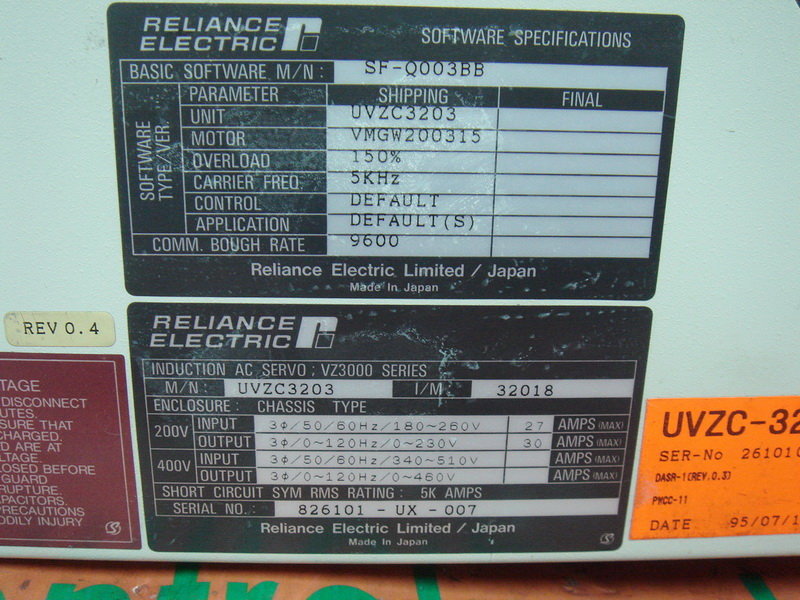 RELIANCE
ELECTRIC
SOFTWARE SPECIFICATIONS
BASIC SOFTWARE M/N : SF-Q003BB
SOFTWARE
TYPE/VER.
PARAMETER SHIPPING FINAL
UNIT UVZC3203
MOTOR VMGW200315
OVERLOAD 150%
CARRIER FREQ. 5KHz
CONTROL DEFAULT
APPLICATION DEFAULT(S)
COMM. BOUGH RATE 9600
Reliance Electric Limited / Japan
Made In Japan
REV 0.4
RELIANCE
ELECTRIC
INDUCTION AC SERVO ; VZ3000 SERIES
M/N : UVZC3203 I/M : 32018
ENCLOSURE : CHASSIS TYPE
200V INPUT 3φ/50/60Hz/180~260V 27 AMPS (MAX)
OUTPUT 3φ/0~120Hz/0~230V 30 AMPS (MAX)
400V INPUT 3φ/50/60Hz/340~510V AMPS (MAX)
OUTPUT 3φ/0~120Hz/0~460V AMPS (MAX)
SHORT CIRCUIT SYM RMS RATING : 5K AMPS
SERIAL NO. : 826101 - UX - 007
Reliance Electric Limited / Japan
Made In Japan
TAGE
DISCONNECT
UTES.
SURE THAT
CHARGED.
D ARE AT
LTAGE.
LOSED BEFORE
GUARD
RUPTURE.
APACITORS.
PRECAUTIONS
ODILY INJURY
UVZC-32
SER-No 26101
DASR-1(REV.0.3)
PMCC-11
DATE 95/07/1